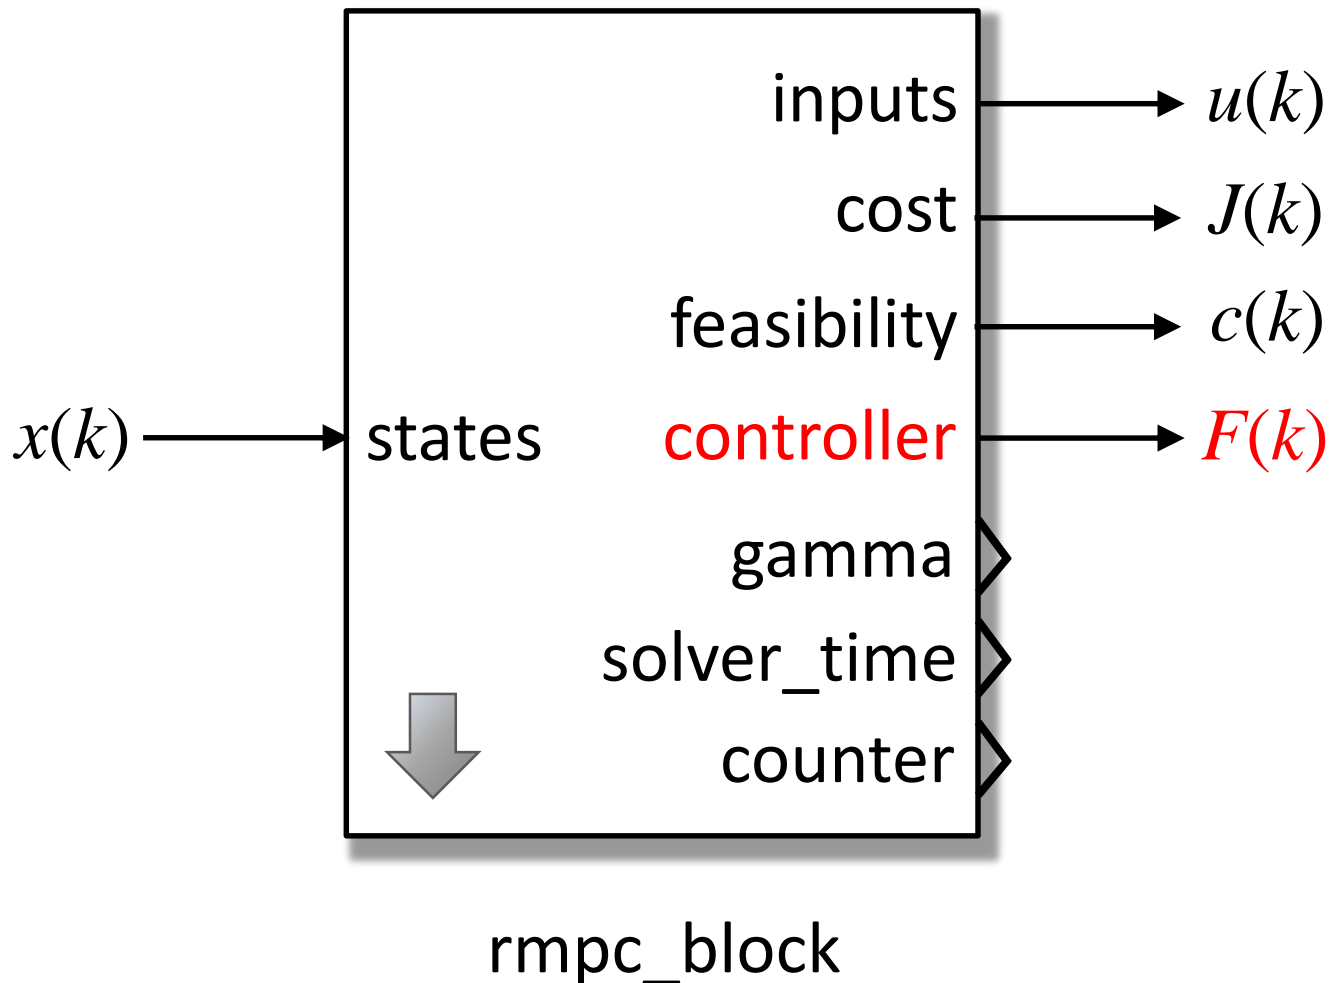 inputs u(k)
cost J(k)
feasibility c(k)
x(k) states controller F(k)
gamma
solver_time
counter
rmpc_block